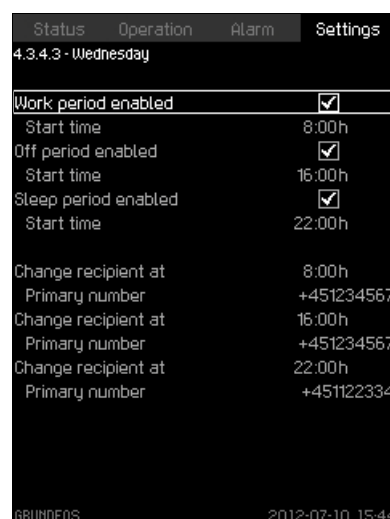 Status Operation Alarm Settings
4.3.4.3 - Wednesday
Work period enabled
Start time 8:00h
Off period enabled
Start time 16:00h
Sleep period enabled
Start time 22:00h
Change recipient at 8:00h
Primary number +451234567
Change recipient at 16:00h
Primary number +451234567
Change recipient at 22:00h
Primary number +451122334
GRUNDFOS 2012-07-10 15:44